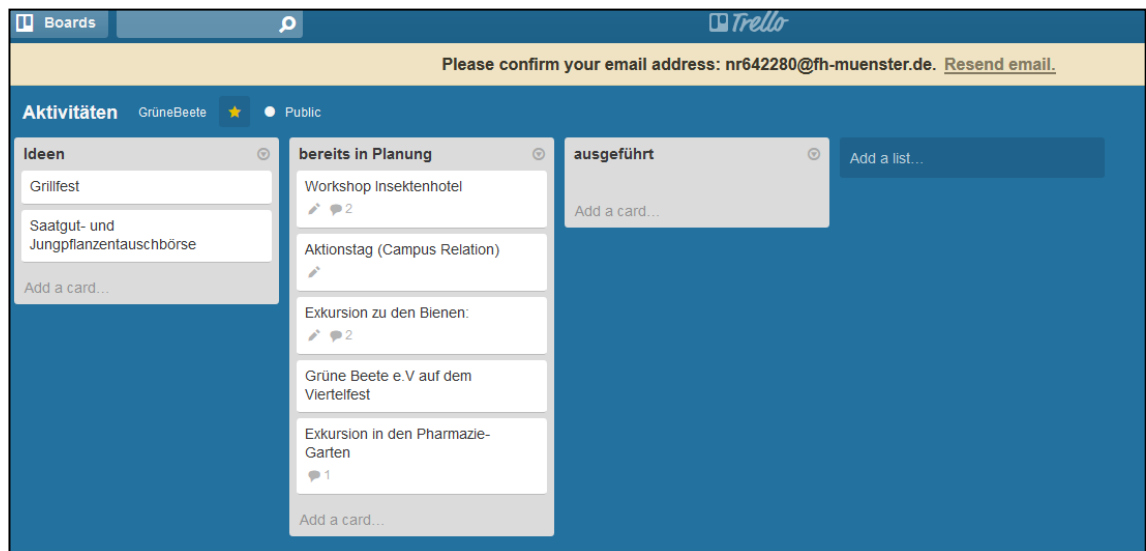 Boards
Trello
Please confirm your email address: nr642280@fh-muenster.de. Resend email.
Aktivitäten GrüneBeete Public
Ideen
Grillfest
Saatgut- und
Jungpflanzentauschbörse
Add a card...
bereits in Planung
Workshop Insektenhotel
2
Aktionstag (Campus Relation)
Exkursion zu den Bienen:
2
Grüne Beete e.V auf dem
Viertelfest
Exkursion in den Pharmazie-
Garten
1
Add a card...
ausgeführt
Add a card...
Add a list...